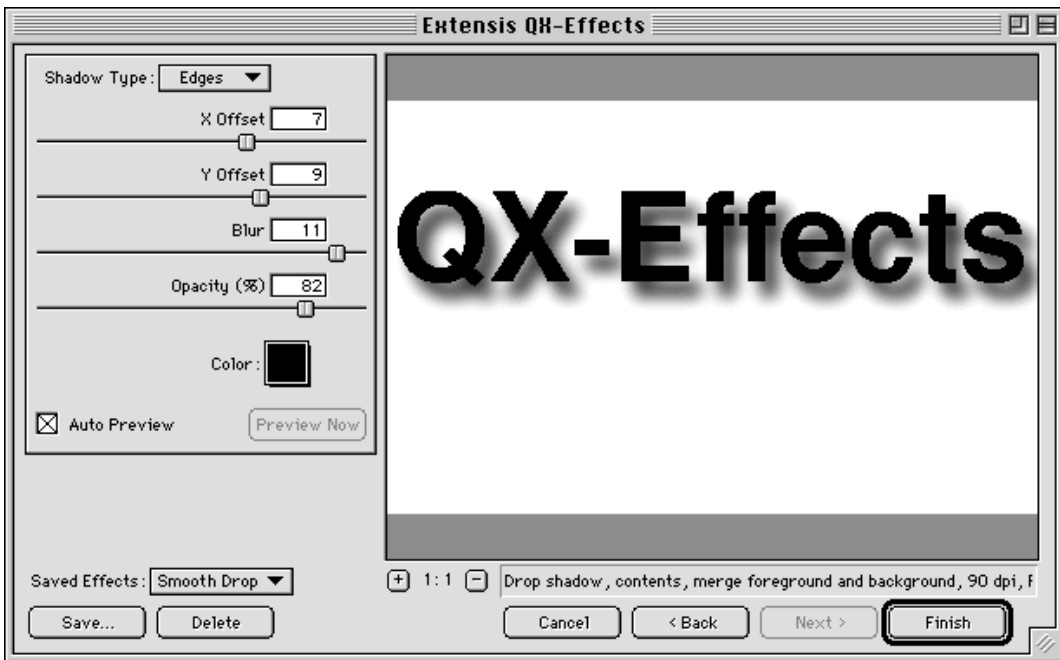 Extensis QX-Effects
Shadow Type: Edges
X Offset 7
Y Offset 9
Blur 11
Opacity (%) 82
Color:
Auto Preview
Preview Now
QX-Effects
Saved Effects: Smooth Drop
+ 1:1 - Drop shadow, contents, merge foreground and background, 90 dpi,
Save... Delete Cancel < Back Next > Finish